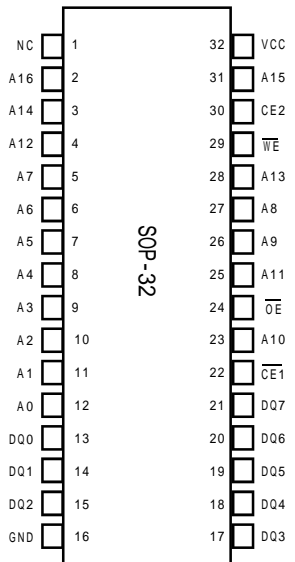 NC 1 32 VCC
A16 2 31 A15
A14 3 30 CE2
A12 4 29 W̅E̅
A7 5 28 A13
A6 6 27 A8
A5 7 26 A9
A4 8 25 A11
A3 9 24 O̅E̅
A2 10 23 A10
A1 11 22 C̅E̅1̅
A0 12 21 DQ7
DQ0 13 20 DQ6
DQ1 14 19 DQ5
DQ2 15 18 DQ4
GND 16 17 DQ3
SOP-32